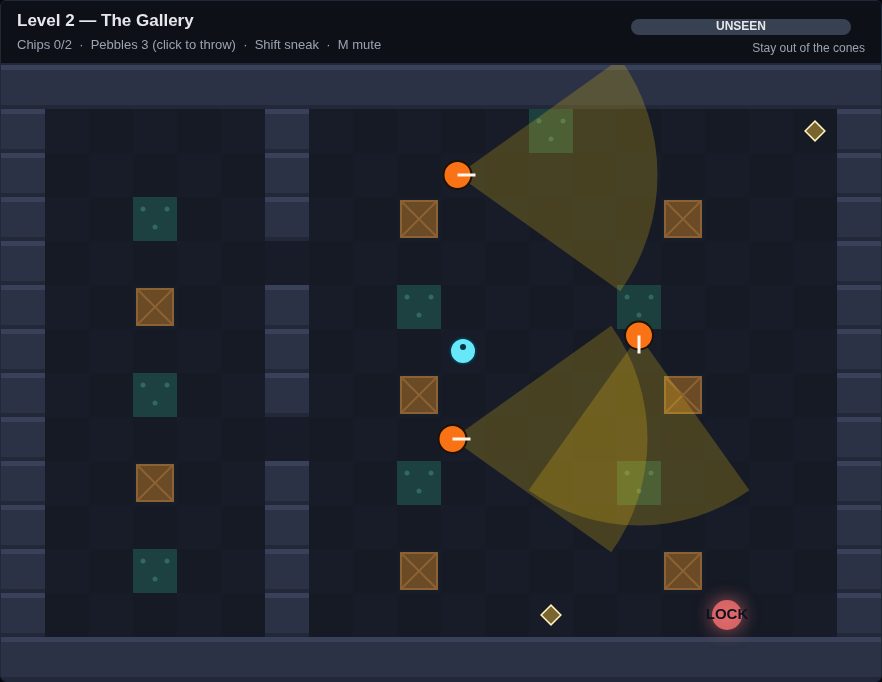 Level 2 — The Gallery
UNSEEN
Chips 0/2 · Pebbles 3 (click to throw) · Shift sneak · M mute
Stay out of the cones
LOCK